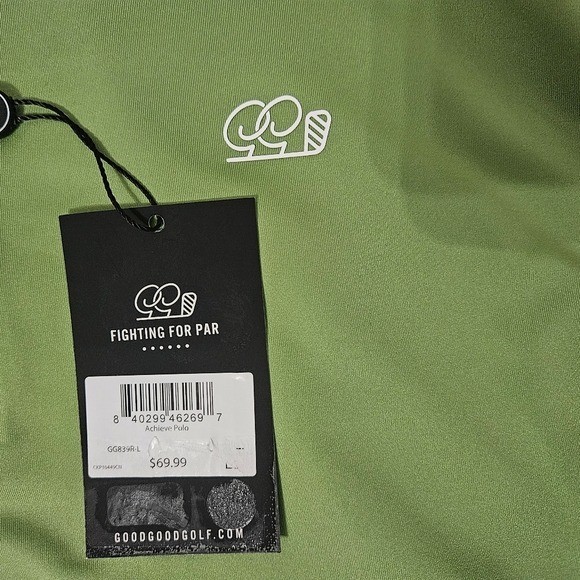 FIGHTING FOR PAR
8 40299 46269 7
Achieve Polo
GG839R-L
$69.99
GOODGOODGOLF.COM